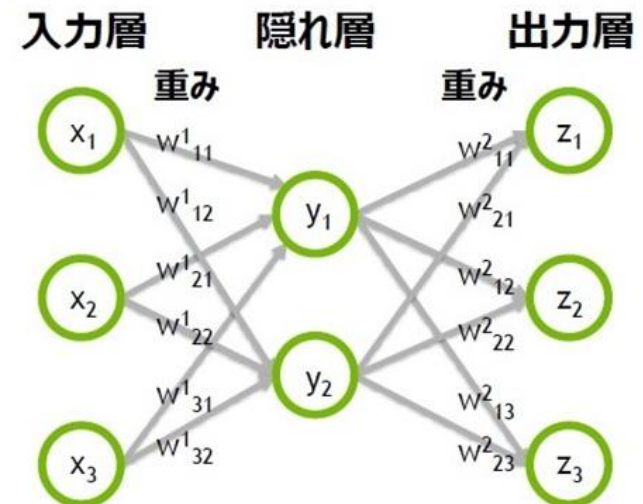 入力層 隠れ層 出力層
重み 重み
x₁ w¹₁₁ w²₁₁ z₁
w¹₁₂ y₁ w²₂₁
x₂ w¹₂₁ w²₁₂ z₂
w¹₂₂ w²₂₂
w¹₃₁ y₂ w²₁₃
x₃ w¹₃₂ w²₂₃ z₃